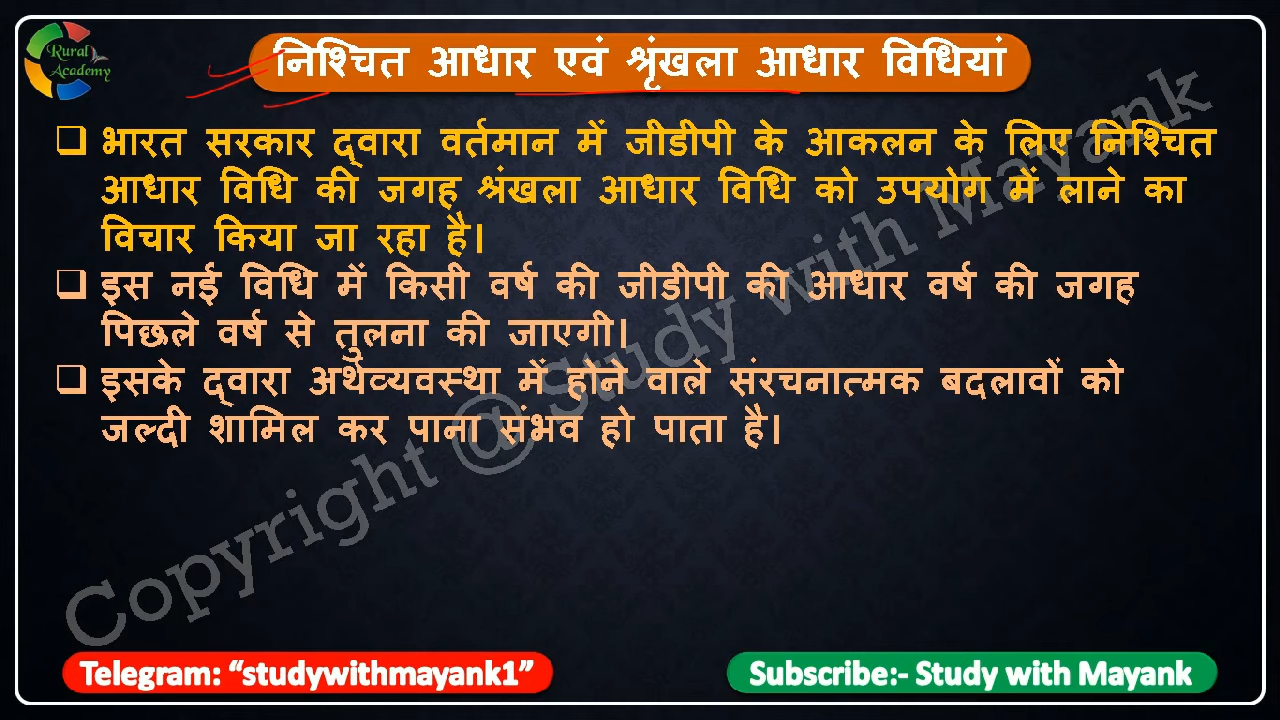 Rural
Academy
निश्चित आधार एवं श्रृंखला आधार विधियां
❑ भारत सरकार द्वारा वर्तमान में जीडीपी के आकलन के लिए निश्चित
आधार विधि की जगह श्रंखला आधार विधि को उपयोग में लाने का
विचार किया जा रहा है।
❑ इस नई विधि में किसी वर्ष की जीडीपी की आधार वर्ष की जगह
पिछले वर्ष से तुलना की जाएगी।
❑ इसके द्वारा अर्थव्यवस्था में होने वाले संरचनात्मक बदलावों को
जल्दी शामिल कर पाना संभव हो पाता है।
Copyright @ Study with Mayank
Telegram: “studywithmayank1”
Subscribe:- Study with Mayank